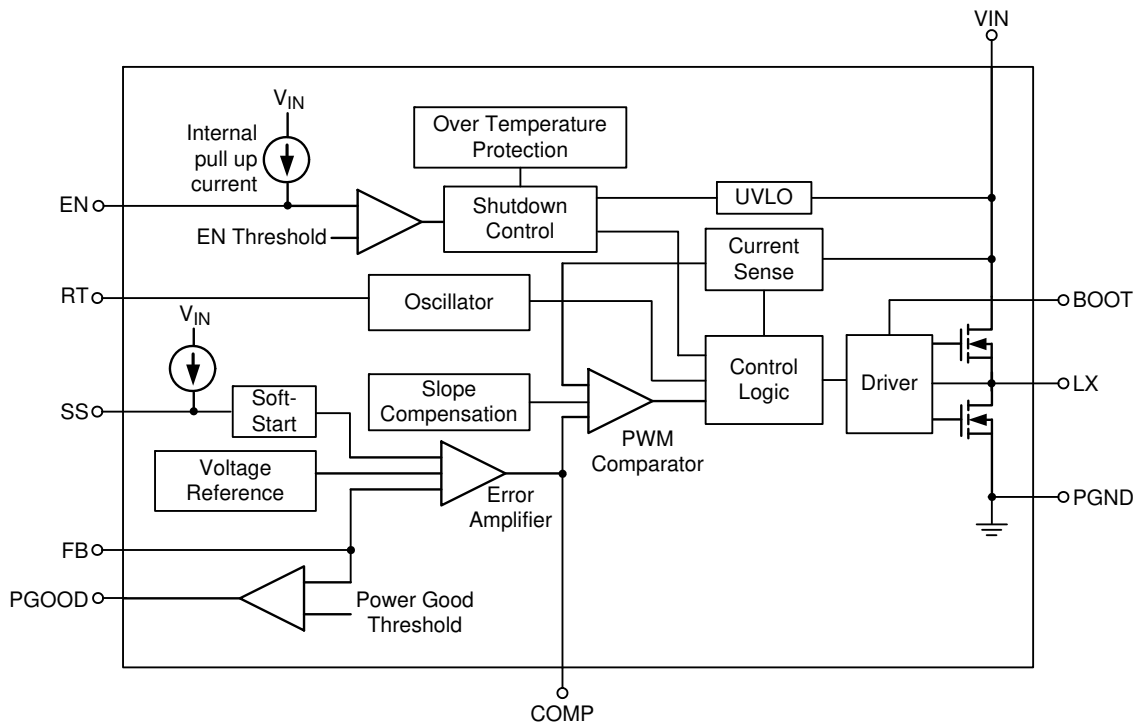 VIN
VIN
Internal
pull up
current
Over Temperature
Protection
EN
EN Threshold
Shutdown
Control
UVLO
Current
Sense
RT
Oscillator
BOOT
VIN
Control
Logic
Driver
LX
SS
Soft-
Start
Slope
Compensation
PWM
Comparator
Voltage
Reference
Error
Amplifier
PGND
FB
PGOOD
Power Good
Threshold
COMP